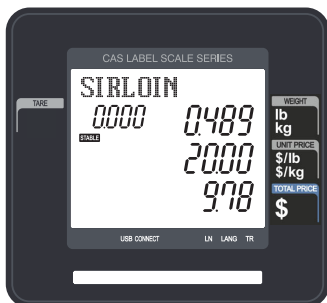 CAS LABEL SCALE SERIES
SIRLOIN
TARE
0.000
0.489
WEIGHT
lb
kg
STABLE
20.00
UNIT PRICE
$/lb
$/kg
9.78
TOTAL PRICE
$
USB CONNECT LN LANG TR